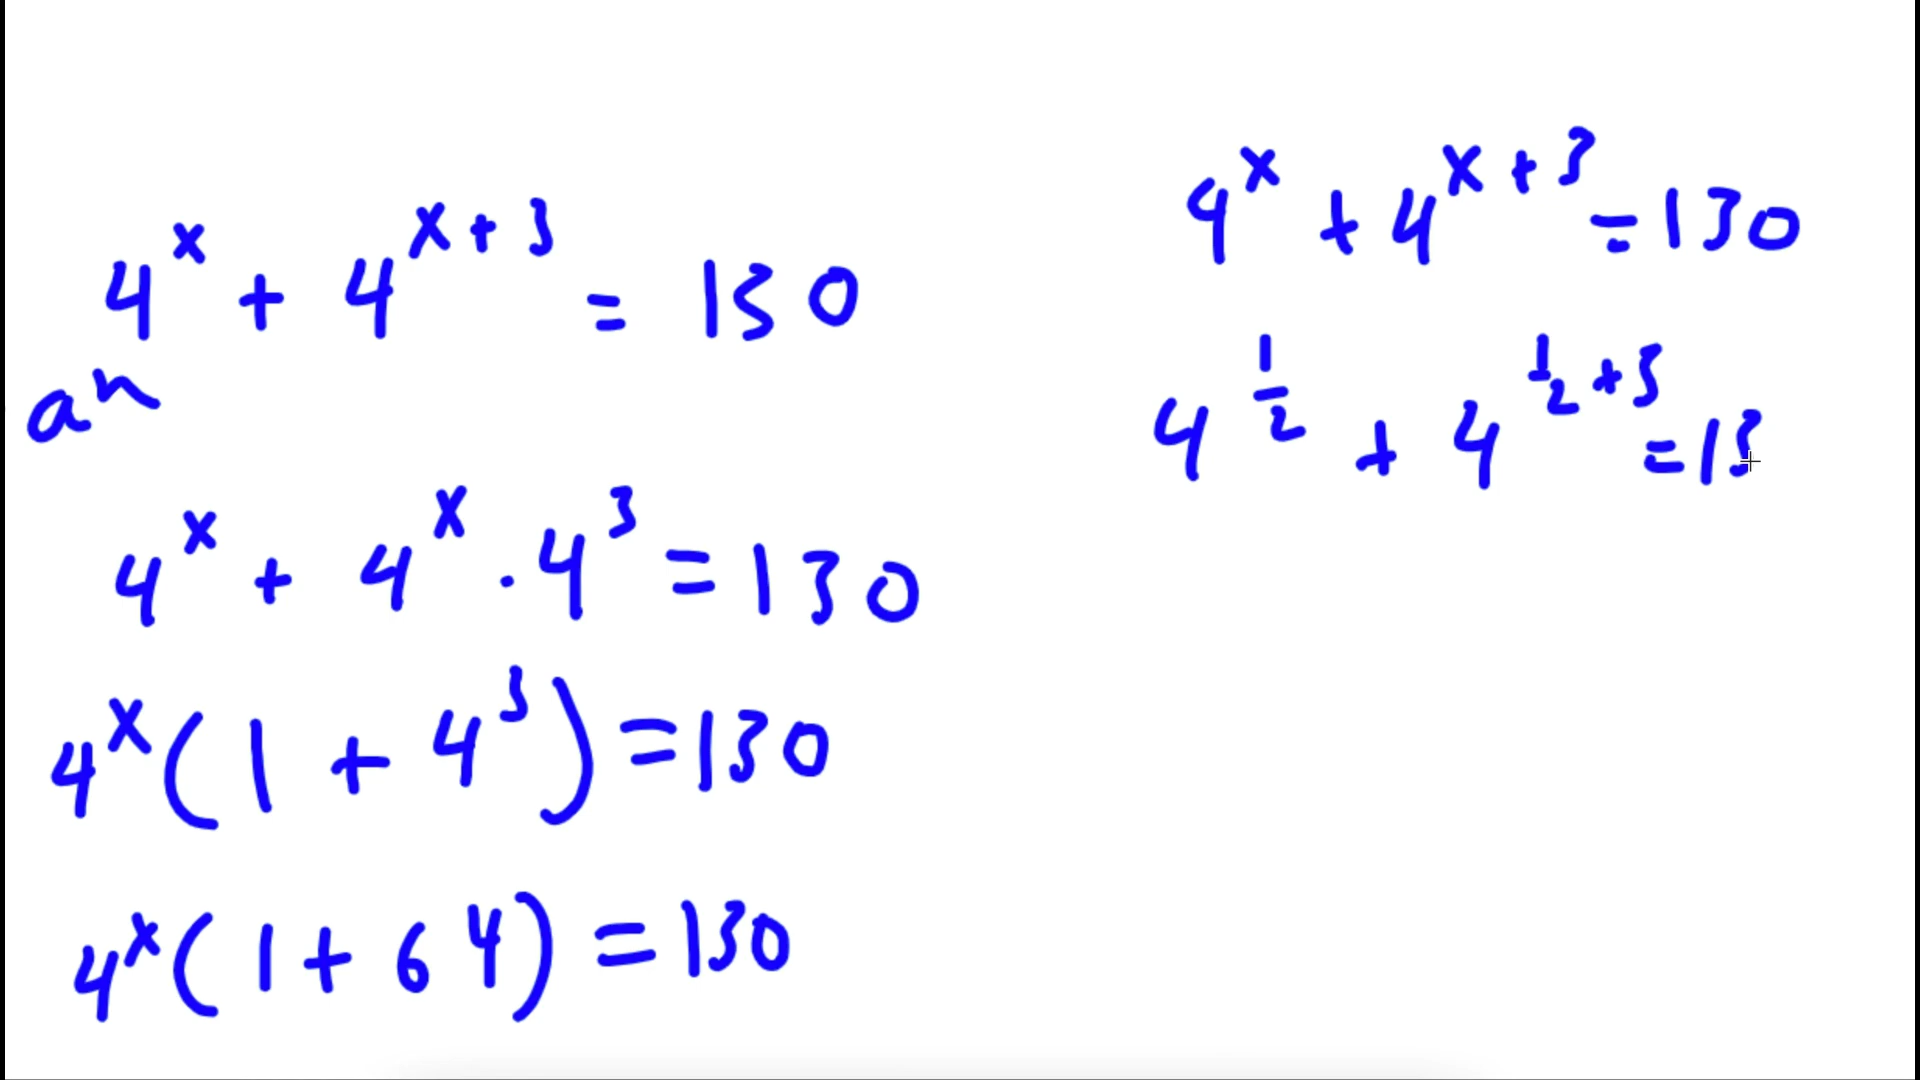 4^x + 4^{x+3} = 130
a^n
4^x + 4^x · 4^3 = 130
4^x (1 + 4^3) = 130
4^x (1 + 64) = 130
4^x + 4^{x+3} = 130
4^{1/2} + 4^{1/2+3} = 13